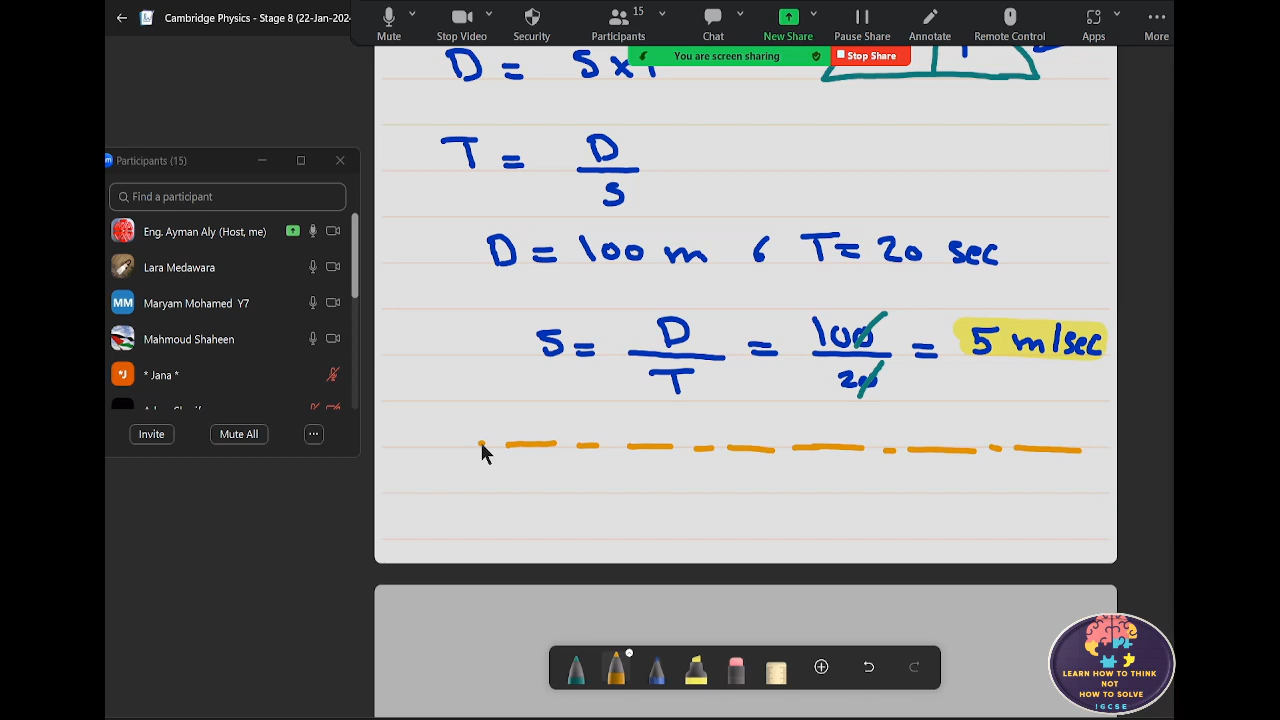 Cambridge Physics - Stage 8 (22-Jan-202
15
Mute
Stop Video
Security
Participants
Chat
New Share
Pause Share
Annotate
Remote Control
Apps
More
You are screen sharing
Stop Share
D = S x T
T = D / S
D = 100 m , T = 20 sec
S = D / T = 100 / 20 = 5 m/sec
Participants (15)
Find a participant
Eng. Ayman Aly (Host, me)
Lara Medawara
MM Maryam Mohamed Y7
Mahmoud Shaheen
*J * Jana *
Invite
Mute All
LEARN HOW TO THINK
NOT
HOW TO SOLVE
IGCSE